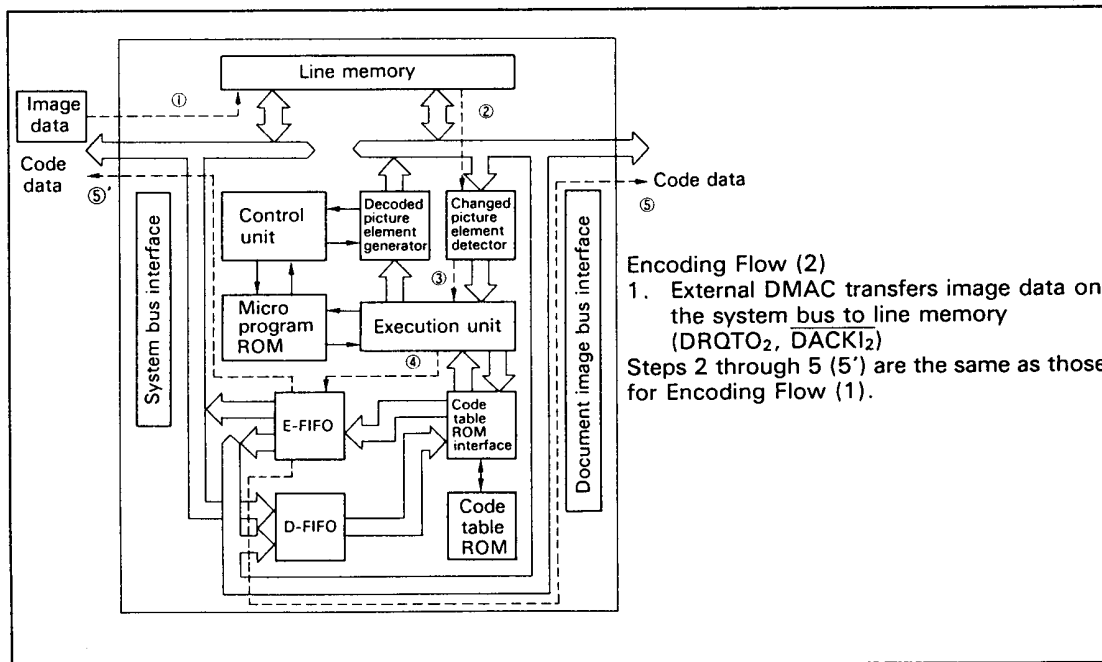 Line memory
①
②
Image
data
Code
data
⑤'
Code data
⑤
System bus interface
Control
unit
Decoded
picture
element
generator
Changed
picture
element
detector
Document image bus interface
③
Micro
program
ROM
Execution unit
④
E-FIFO
Code
table
ROM
interface
D-FIFO
Code
table
ROM
Encoding Flow (2)
1. External DMAC transfers image data on
the system bus to line memory
(DRQTO₂, D̅A̅C̅K̅I̅₂)
Steps 2 through 5 (5') are the same as those
for Encoding Flow (1).